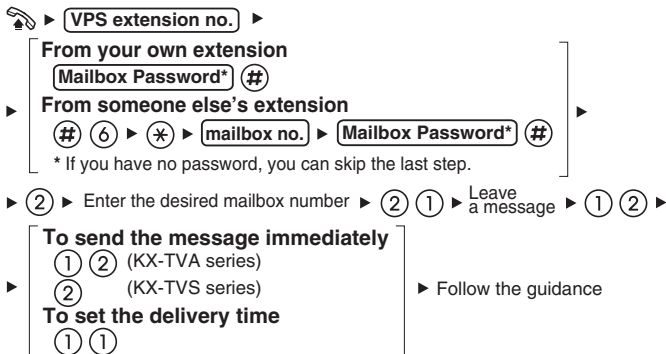 VPS extension no.
From your own extension
Mailbox Password* #
From someone else's extension
# 6 * mailbox no. Mailbox Password* #
* If you have no password, you can skip the last step.
2 Enter the desired mailbox number 2 1 Leave a message 1 2
To send the message immediately
1 2 (KX-TVA series)
2 (KX-TVS series)
Follow the guidance
To set the delivery time
1 1